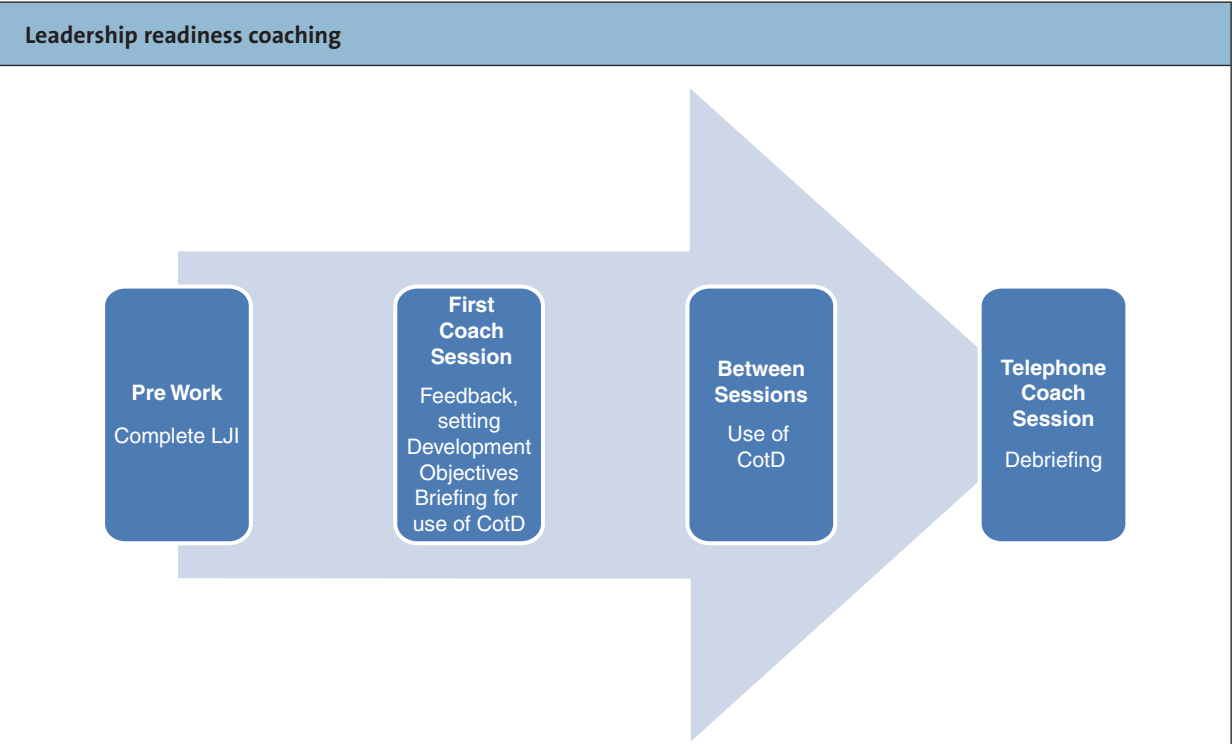 Leadership readiness coaching
Pre Work
Complete LJI
First
Coach
Session
Feedback,
setting
Development
Objectives
Briefing for
use of CotD
Between
Sessions
Use of
CotD
Telephone
Coach
Session
Debriefing